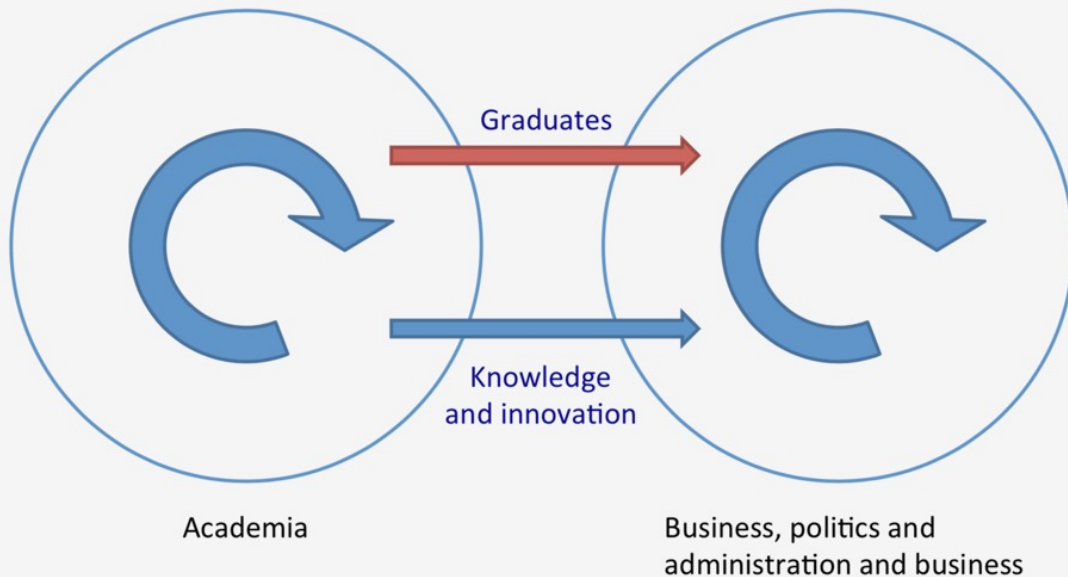 Graduates
Knowledge
and innovation
Academia
Business, politics and
administration and business